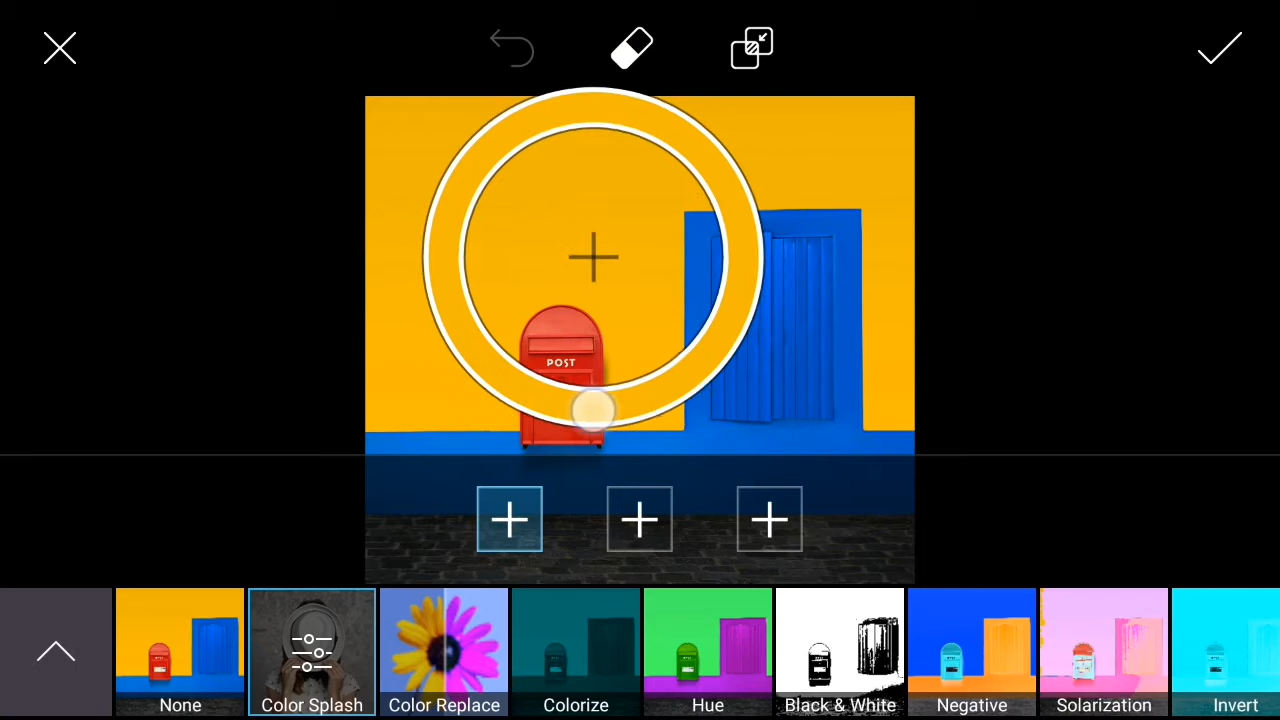 POST
None
Color Splash
Color Replace
Colorize
Hue
Black & White
Negative
Solarization
Invert